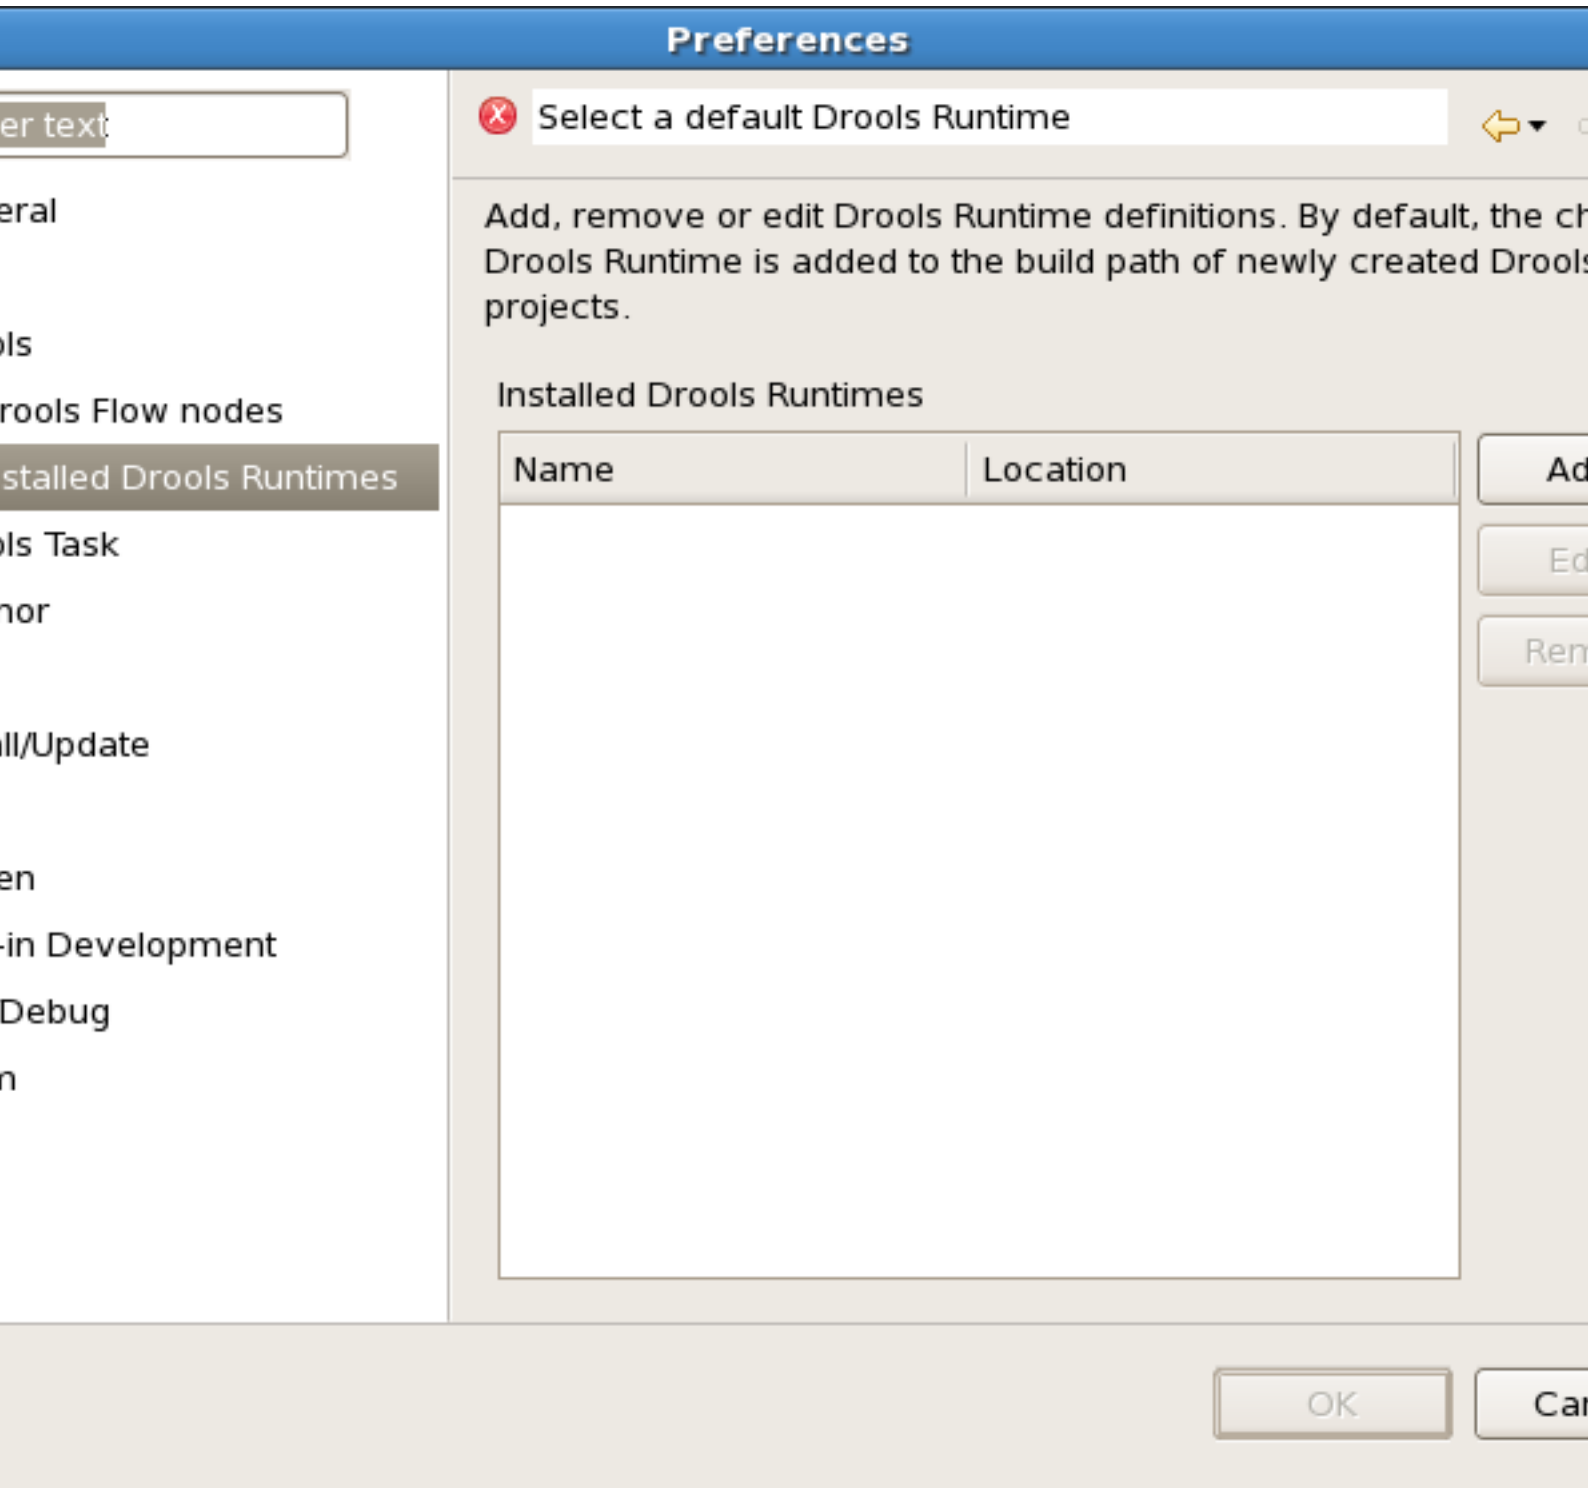 Preferences
er text
Select a default Drools Runtime
eral
Add, remove or edit Drools Runtime definitions. By default, the ch
Drools Runtime is added to the build path of newly created Drools
projects.
ols
rools Flow nodes
stalled Drools Runtimes
ols Task
hor
all/Update
en
-in Development
Debug
m
Installed Drools Runtimes
Name Location
Ad
Ed
Rem
OK
Can